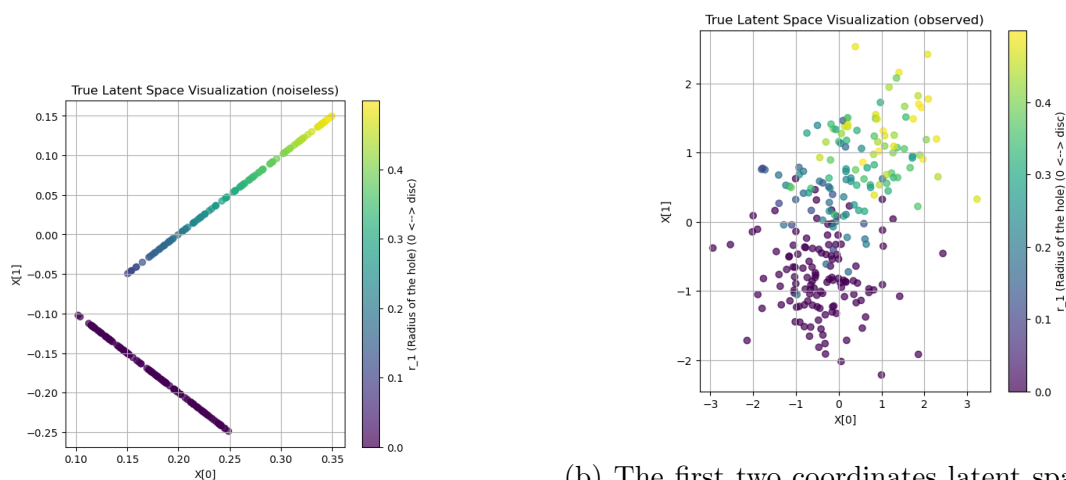 True Latent Space Visualization (noiseless)
0.15
0.10
0.05
0.00
−0.05
−0.10
−0.15
−0.20
−0.25
X[1]
0.10 0.15 0.20 0.25 0.30 0.35
X[0]
0.4
0.3
0.2
0.1
0.0
r_1 (Radius of the hole) (0 <--> disc)
True Latent Space Visualization (observed)
2
1
0
−1
−2
X[1]
−3 −2 −1 0 1 2 3
X[0]
0.4
0.3
0.2
0.1
0.0
r_1 (Radius of the hole) (0 <--> disc)
(b) The first two coordinates latent spa